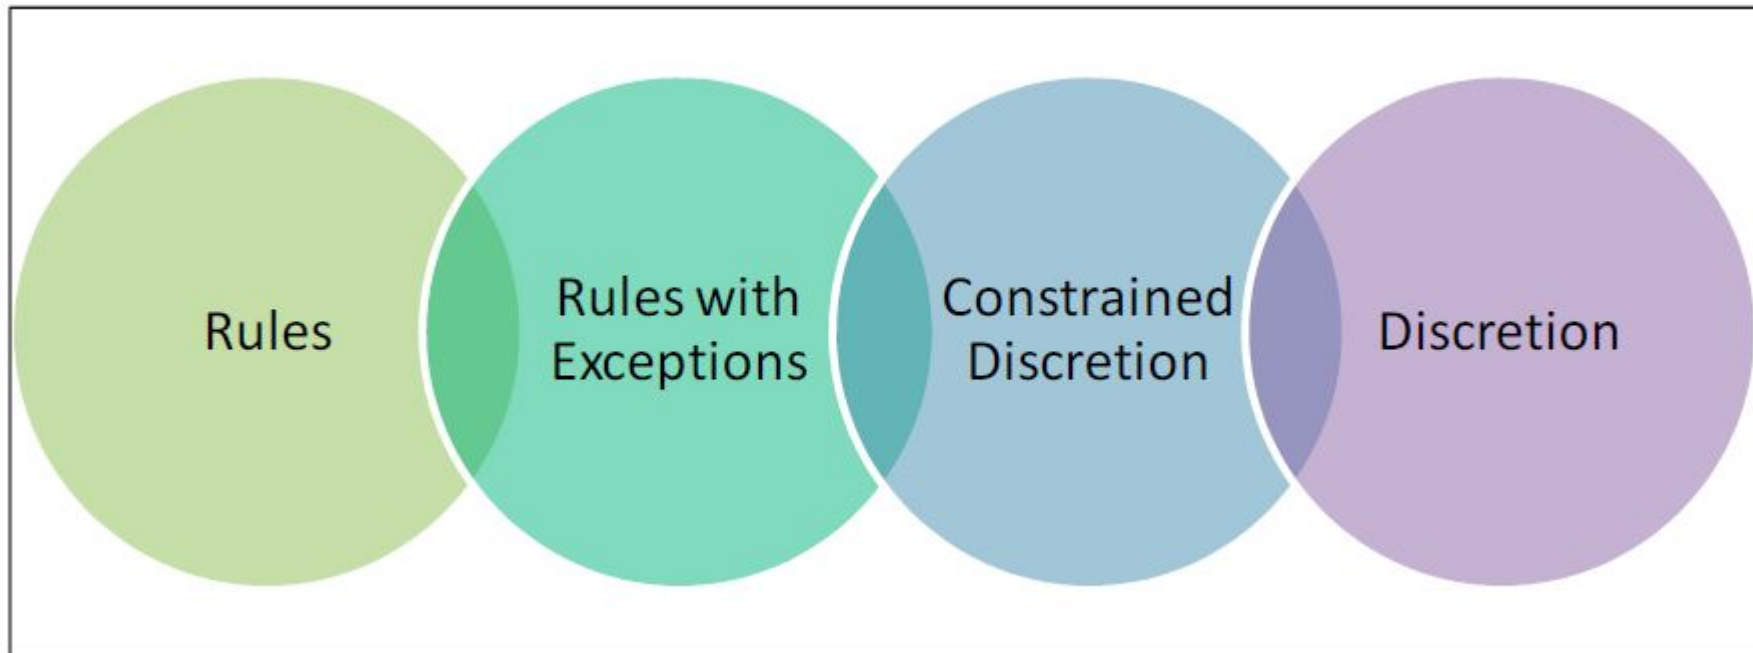 Rules
Rules with
Exceptions
Constrained
Discretion
Discretion